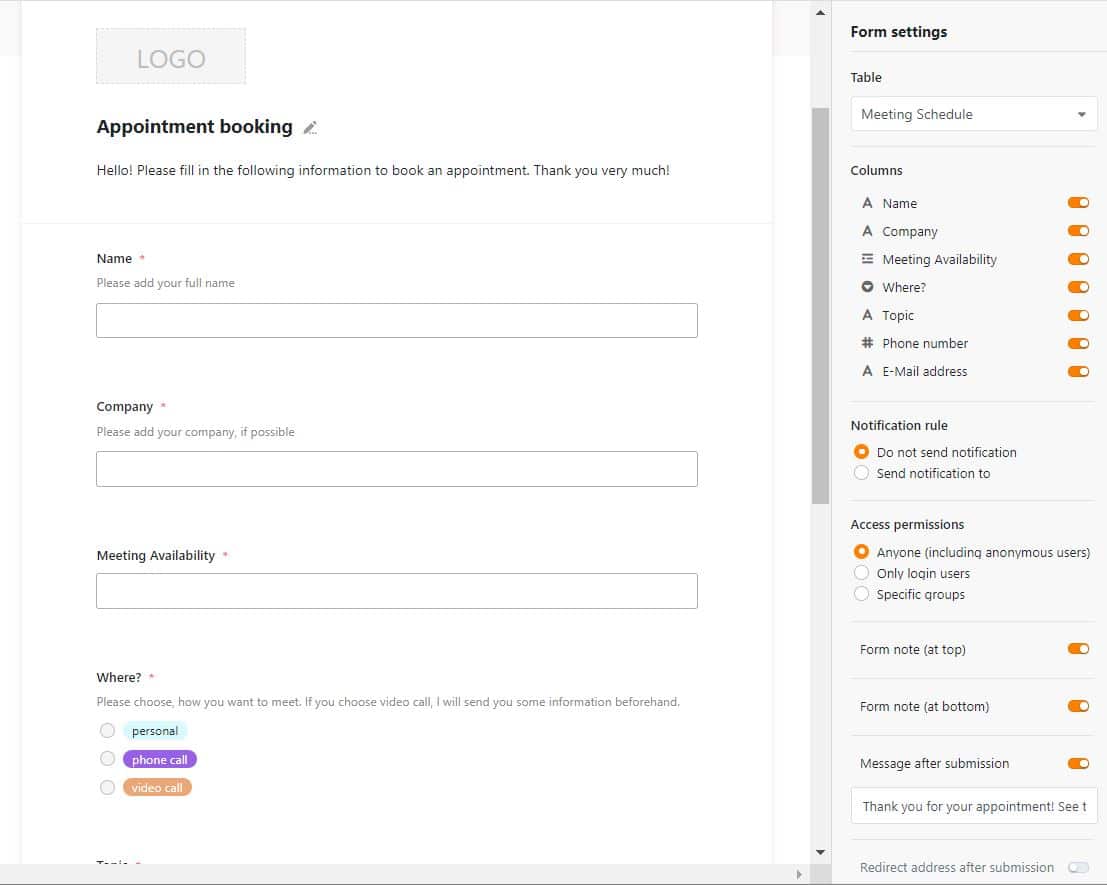 LOGO
Appointment booking
Hello! Please fill in the following information to book an appointment. Thank you very much!
Name *
Please add your full name
Company *
Please add your company, if possible
Meeting Availability *
Where? *
Please choose, how you want to meet. If you choose video call, I will send you some information beforehand.
personal
phone call
video call
Topic *
Form settings
Table
Meeting Schedule
Columns
A Name
A Company
Meeting Availability
Where?
A Topic
# Phone number
A E-Mail address
Notification rule
Do not send notification
Send notification to
Access permissions
Anyone (including anonymous users)
Only login users
Specific groups
Form note (at top)
Form note (at bottom)
Message after submission
Thank you for your appointment! See t
Redirect address after submission